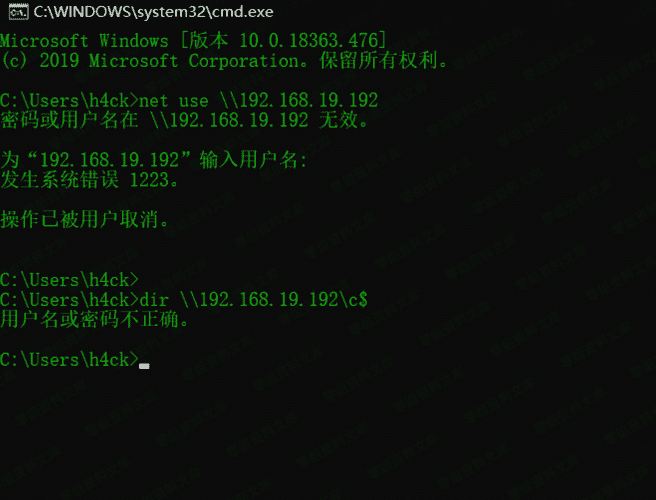 C:\WINDOWS\system32\cmd.exe
Microsoft Windows [版本 10.0.18363.476]
(c) 2019 Microsoft Corporation。保留所有权利。
C:\Users\h4ck>net use \\192.168.19.192
密码或用户名在 \\192.168.19.192 无效。
为“192.168.19.192”输入用户名:
发生系统错误 1223。
操作已被用户取消。
C:\Users\h4ck>
C:\Users\h4ck>dir \\192.168.19.192\c$
用户名或密码不正确。
C:\Users\h4ck>